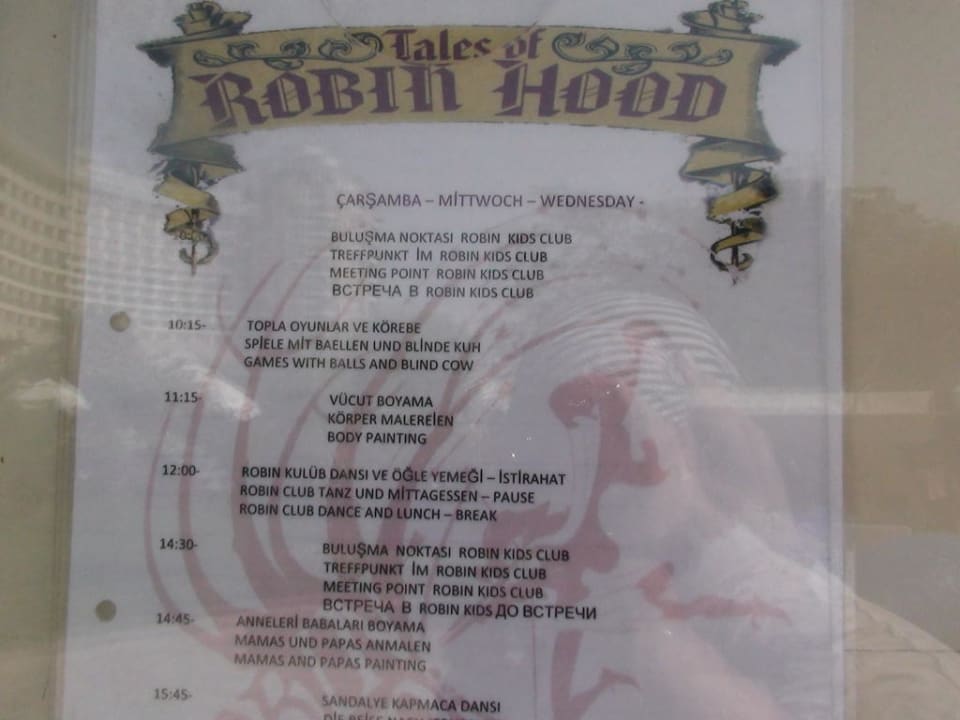 Tales of
ROBIN HOOD
ÇARŞAMBA – MİTTWOCH – WEDNESDAY -
BULUŞMA NOKTASI ROBIN KIDS CLUB
TREFFPUNKT İM ROBIN KIDS CLUB
MEETING POINT ROBIN KIDS CLUB
ВСТРЕЧА В ROBIN KIDS CLUB
10:15- TOPLA OYUNLAR VE KÖREBE
SPİELE MİT BAELLEN UND BLİNDE KUH
GAMES WITH BALLS AND BLIND COW
11:15- VÜCUT BOYAMA
KÖRPER MALEREİEN
BODY PAINTING
12:00- ROBIN KULÜB DANSI VE ÖĞLE YEMEĞİ – İSTİRAHAT
ROBIN CLUB TANZ UND MİTTAGESSEN – PAUSE
ROBIN CLUB DANCE AND LUNCH – BREAK
14:30- BULUŞMA NOKTASI ROBIN KIDS CLUB
TREFFPUNKT İM ROBIN KIDS CLUB
MEETING POINT ROBIN KIDS CLUB
ВСТРЕЧА В ROBIN KIDS ДО ВСТРЕЧИ
14:45- ANNELERİ BABALARI BOYAMA
MAMAS UND PAPAS ANMALEN
MAMAS AND PAPAS PAINTING
15:45- SANDALYE KAPMACA DANSI
DİE REİSE NACH